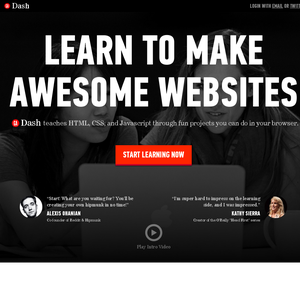 Dash
LOGIN WITH EMAIL OR TWIT
LEARN TO MAKE
AWESOME WEBSITES
Dash teaches HTML, CSS, and Javascript through fun projects you can do in your browser.
START LEARNING NOW
"Start. What are you waiting for? You'll be
creating your own hipmunk in no time."
ALEXIS OHANIAN
Co-founder of Reddit & Hipmunk
"I'm super hard to impress on the learning
side, and I was impressed."
KATHY SIERRA
Creator of the O'Reilly "Head First" series
Play Intro Video